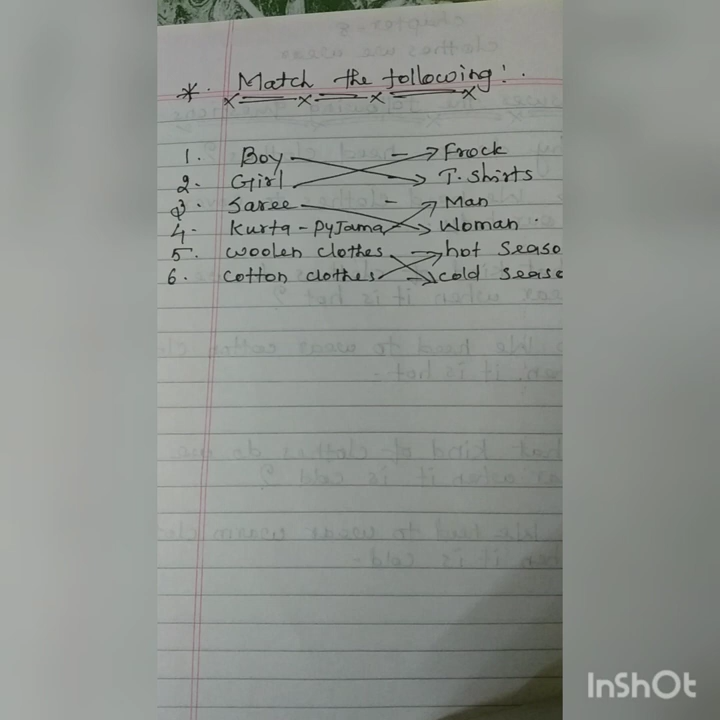 *. Match the following!.
1. Boy — Frock
2. Girl T. Shirts
3. Saree - Man
4. Kurta - Pyjama Woman.
5. woolen clothes hot seaso
6. cotton clothes cold seaso
InShOt